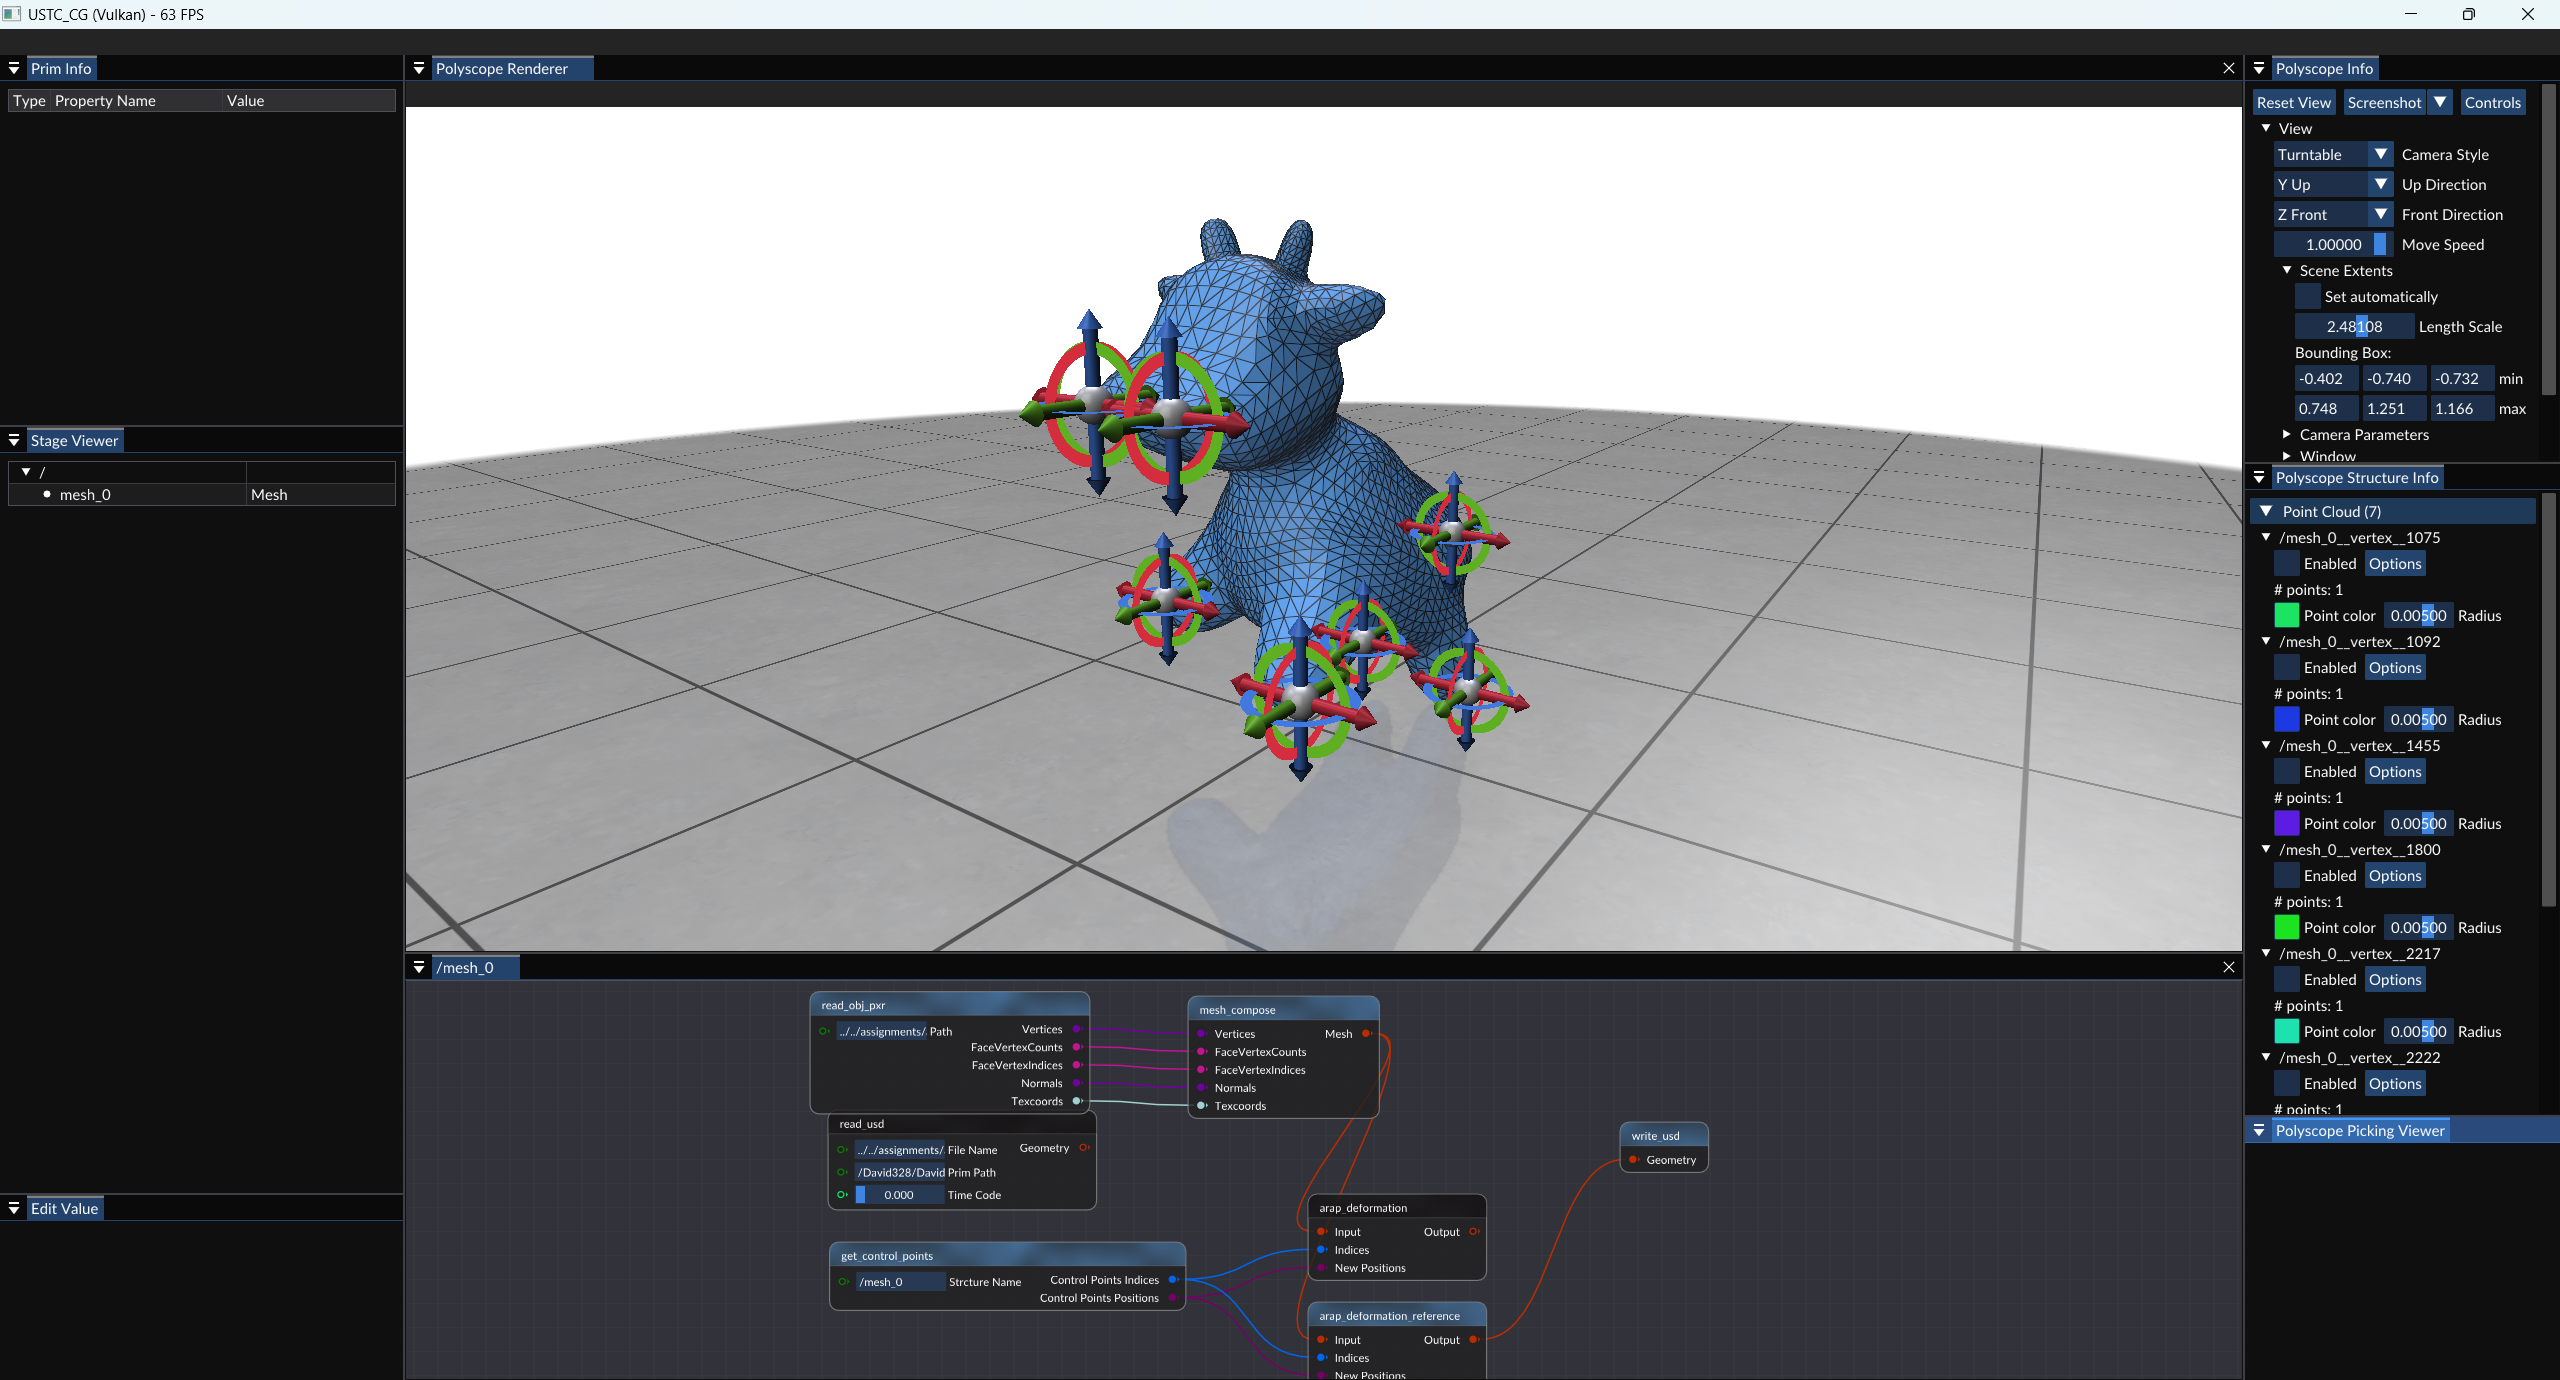 USTC_CG (Vulkan) - 63 FPS
Prim Info
Type Property Name Value
Stage Viewer
/
mesh_0 Mesh
Edit Value
Polyscope Renderer
/mesh_0
read_obj_pxr
../../assignments/ Path
Vertices
FaceVertexCounts
FaceVertexIndices
Normals
Texcoords
mesh_compose
Vertices Mesh
FaceVertexCounts
FaceVertexIndices
Normals
Texcoords
read_usd
../../assignments/ File Name Geometry
/David328/David Prim Path
0.000 Time Code
get_control_points
/mesh_0 Strcture Name Control Points Indices
Control Points Positions
arap_deformation
Input Output
Indices
New Positions
arap_deformation_reference
Input Output
Indices
New Positions
write_usd
Geometry
Polyscope Info
Reset View Screenshot Controls
View
Turntable Camera Style
Y Up Up Direction
Z Front Front Direction
1.00000 Move Speed
Scene Extents
Set automatically
2.48108 Length Scale
Bounding Box:
-0.402 -0.740 -0.732 min
0.748 1.251 1.166 max
Camera Parameters
Window
Polyscope Structure Info
Point Cloud (7)
/mesh_0__vertex__1075
Enabled Options
# points: 1
Point color 0.00500 Radius
/mesh_0__vertex__1092
Enabled Options
# points: 1
Point color 0.00500 Radius
/mesh_0__vertex__1455
Enabled Options
# points: 1
Point color 0.00500 Radius
/mesh_0__vertex__1800
Enabled Options
# points: 1
Point color 0.00500 Radius
/mesh_0__vertex__2217
Enabled Options
# points: 1
Point color 0.00500 Radius
/mesh_0__vertex__2222
Enabled Options
# points: 1
Polyscope Picking Viewer